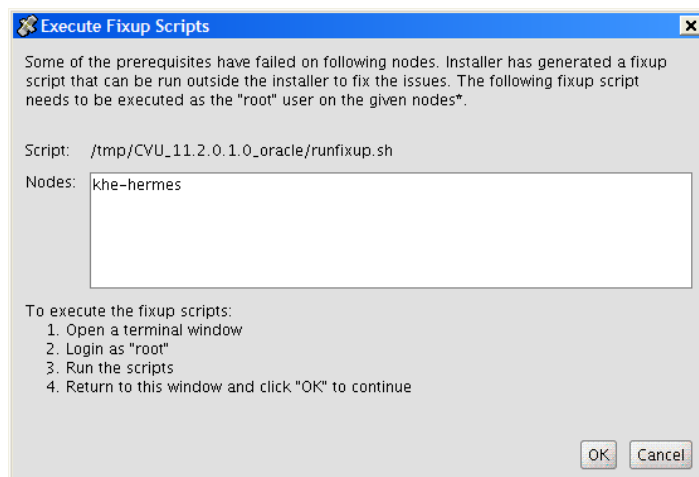 Execute Fixup Scripts
Some of the prerequisites have failed on following nodes. Installer has generated a fixup
script that can be run outside the installer to fix the issues. The following fixup script
needs to be executed as the "root" user on the given nodes*.
Script: /tmp/CVU_11.2.0.1.0_oracle/runfixup.sh
Nodes: khe-hermes
To execute the fixup scripts:
1. Open a terminal window
2. Login as "root"
3. Run the scripts
4. Return to this window and click "OK" to continue
OK Cancel